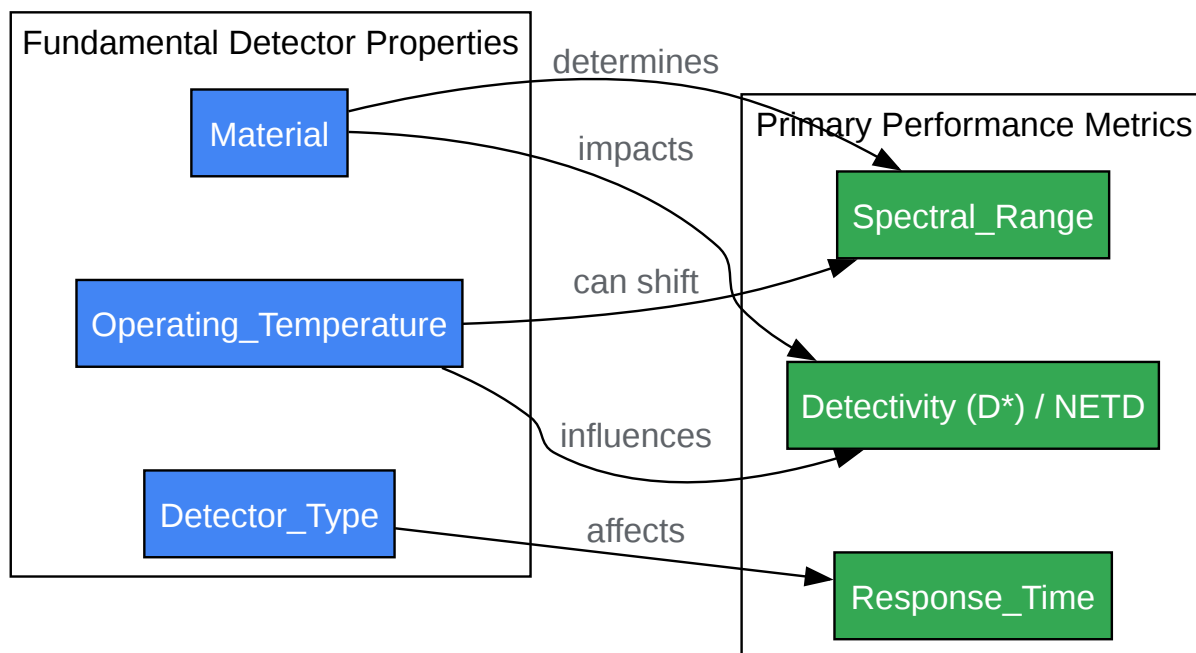 Fundamental Detector Properties
Material
Operating_Temperature
Detector_Type
determines
impacts
can shift
influences
affects
Primary Performance Metrics
Spectral_Range
Detectivity (D*) / NETD
Response_Time